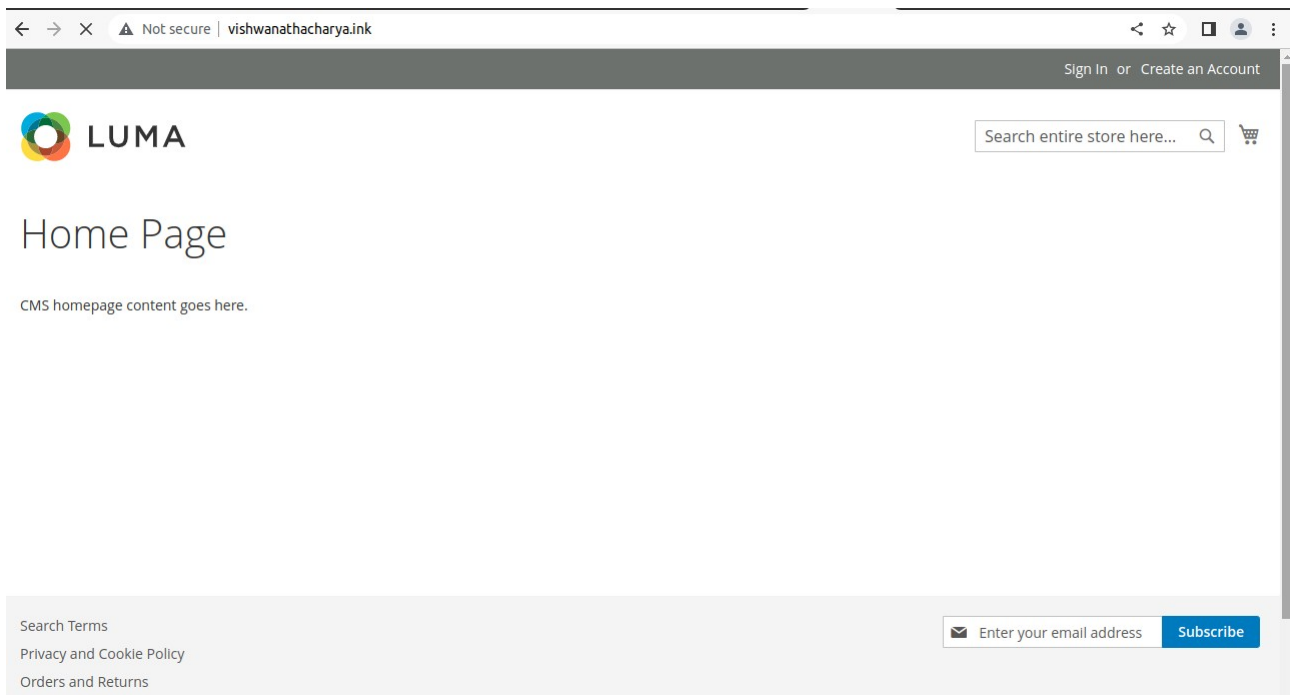 Not secure | vishwanathacharya.ink
Sign In or Create an Account
LUMA
Search entire store here...
Home Page
CMS homepage content goes here.
Search Terms
Enter your email address Subscribe
Privacy and Cookie Policy
Orders and Returns